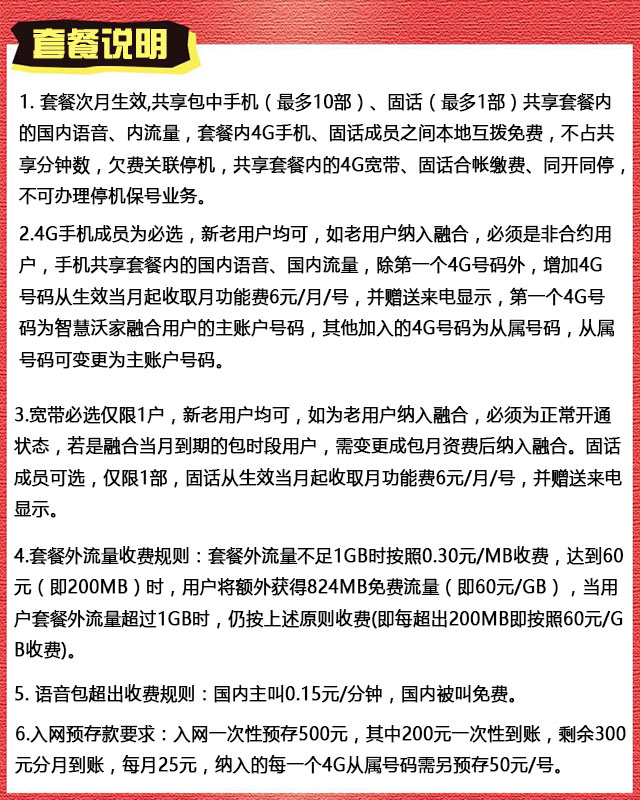 套餐说明
1. 套餐次月生效,共享包中手机（最多10部）、固话（最多1部）共享套餐内
的国内语音、内流量，套餐内4G手机、固话成员之间本地互拨免费，不占共
享分钟数，欠费关联停机，共享套餐内的4G宽带、固话合帐缴费、同开同停，
不可办理停机保号业务。
2.4G手机成员为必选，新老用户均可，如老用户纳入融合，必须是非合约用
户，手机共享套餐内的国内语音、国内流量，除第一个4G号码外，增加4G
号码从生效当月起收取月功能费6元/月/号，并赠送来电显示，第一个4G号
码为智慧沃家融合用户的主账户号码，其他加入的4G号码为从属号码，从属
号码可变更为主账户号码。
3.宽带必选仅限1户，新老用户均可，如为老用户纳入融合，必须为正常开通
状态，若是融合当月到期的包时段用户，需变更成包月资费后纳入融合。固话
成员可选，仅限1部，固话从生效当月起收取月功能费6元/月/号，并赠送来电
显示。
4.套餐外流量收费规则：套餐外流量不足1GB时按照0.30元/MB收费，达到60
元（即200MB）时，用户将额外获得824MB免费流量（即60元/GB），当用
户套餐外流量超过1GB时，仍按上述原则收费(即每超出200MB即按照60元/G
B收费)。
5. 语音包超出收费规则：国内主叫0.15元/分钟，国内被叫免费。
6.入网预存款要求：入网一次性预存500元，其中200元一次性到账，剩余300
元分月到账，每月25元，纳入的每一个4G从属号码需另预存50元/号。